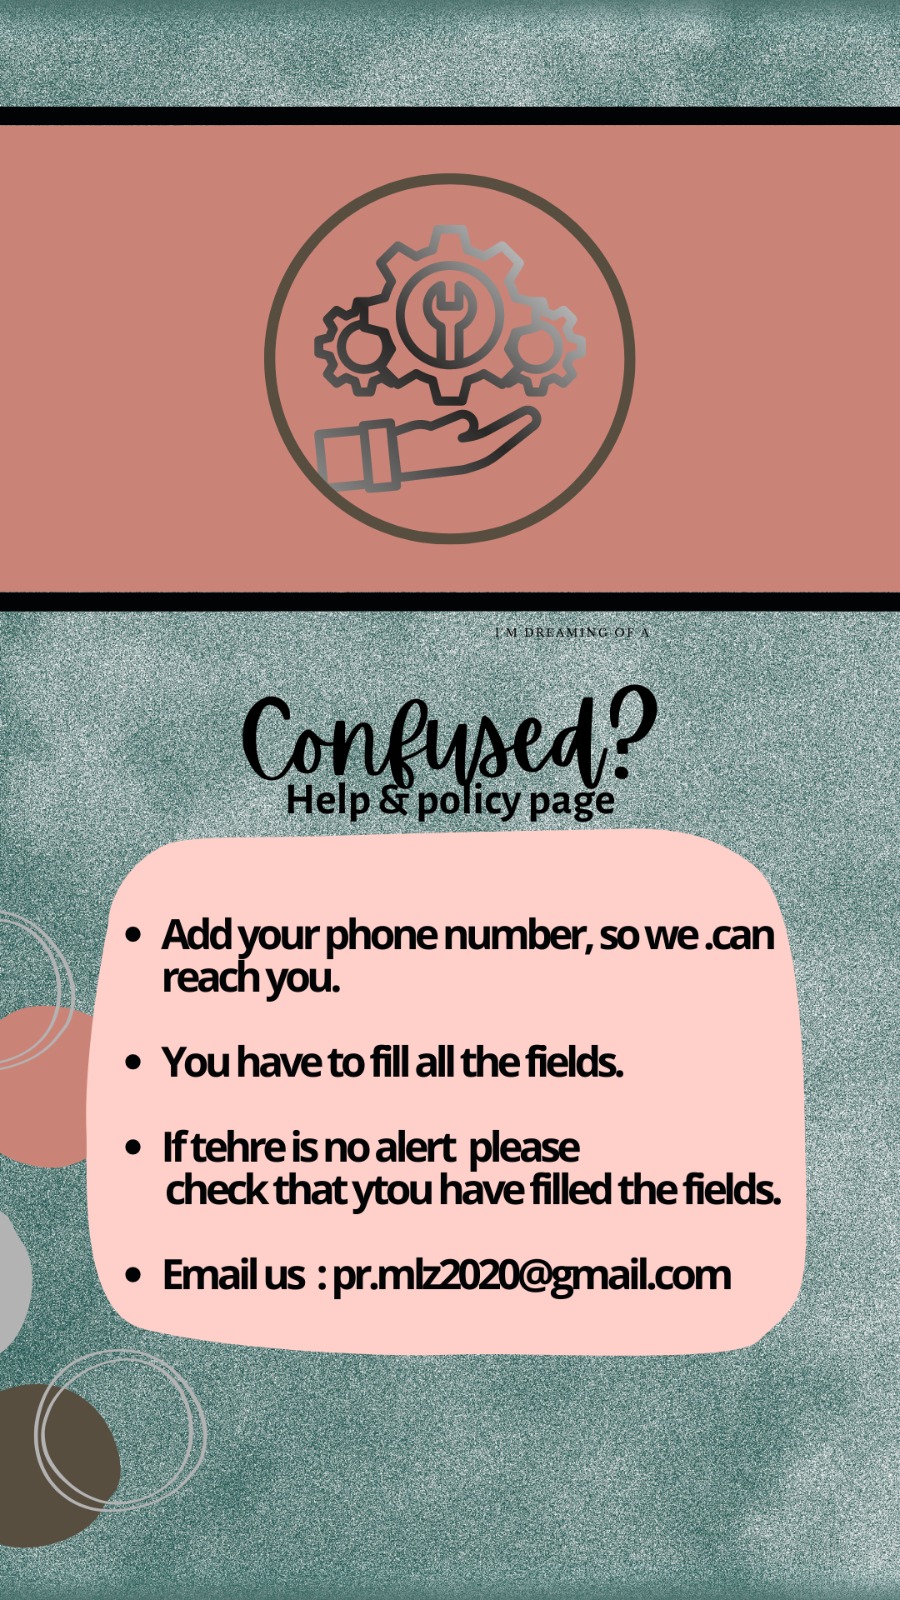 I'M DREAMING OF A
Confused?
Help & policy page
• Add your phone number, so we .can
reach you.
• You have to fill all the fields.
• If tehre is no alert please
check that ytou have filled the fields.
• Email us : pr.mlz2020@gmail.com